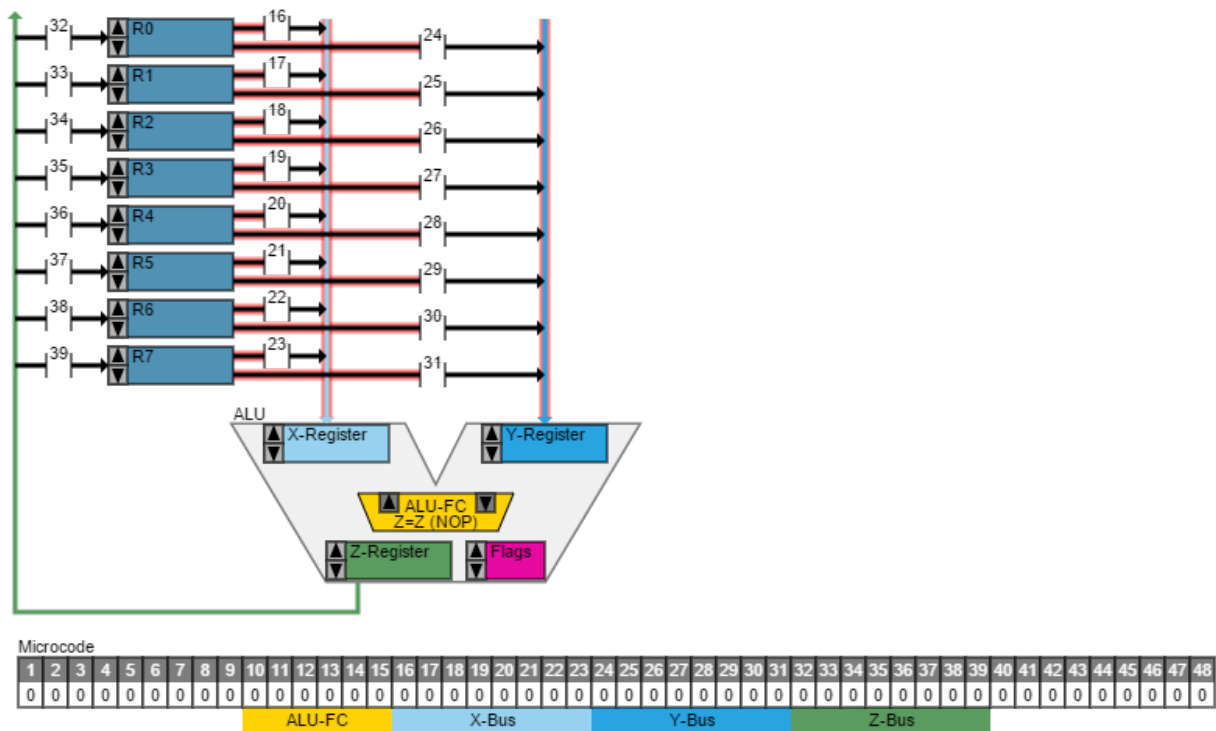 16
32 R0 24
17
33 R1 25
18
34 R2 26
19
35 R3 27
20
36 R4 28
21
37 R5 29
22
38 R6 30
23
39 R7 31
ALU
X-Register Y-Register
ALU-FC
Z=Z (NOP)
Z-Register Flags
Microcode
1 2 3 4 5 6 7 8 9 10 11 12 13 14 15 16 17 18 19 20 21 22 23 24 25 26 27 28 29 30 31 32 33 34 35 36 37 38 39 40 41 42 43 44 45 46 47 48
0 0 0 0 0 0 0 0 0 0 0 0 0 0 0 0 0 0 0 0 0 0 0 0 0 0 0 0 0 0 0 0 0 0 0 0 0 0 0 0 0 0 0 0 0 0 0 0
ALU-FC X-Bus Y-Bus Z-Bus